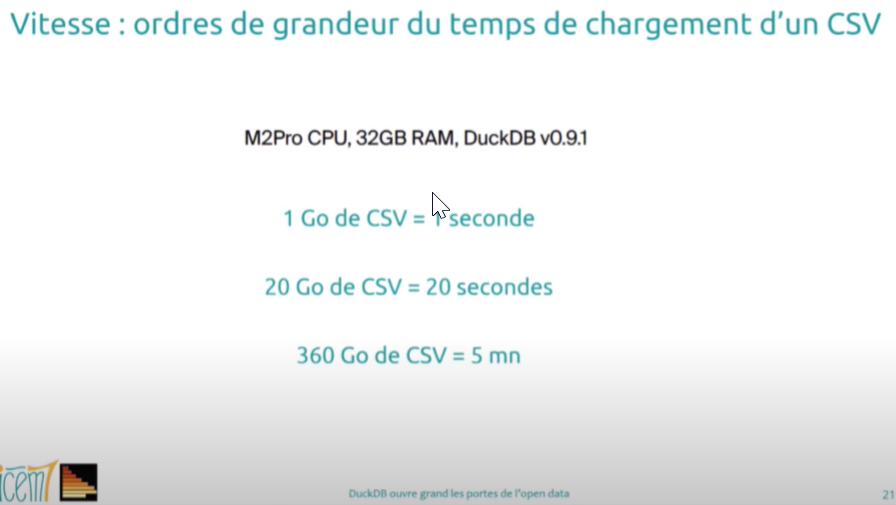 Vitesse : ordres de grandeur du temps de chargement d'un CSV
M2Pro CPU, 32GB RAM, DuckDB v0.9.1
1 Go de CSV = 1 seconde
20 Go de CSV = 20 secondes
360 Go de CSV = 5 mn
icem7
DuckDB ouvre grand les portes de l'open data
21